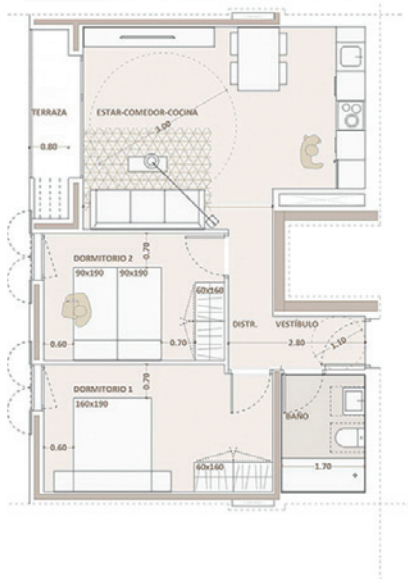 TERRAZA
ESTAR-COMEDOR-COCINA
3.00
0.80
DORMITORIO 2
0.70
90x190
90x190
60x160
DISTR.
VESTÍBULO
0.60
0.70
2.80
1.10
DORMITORIO 1
0.70
160x190
BAÑO
0.60
60x160
1.70